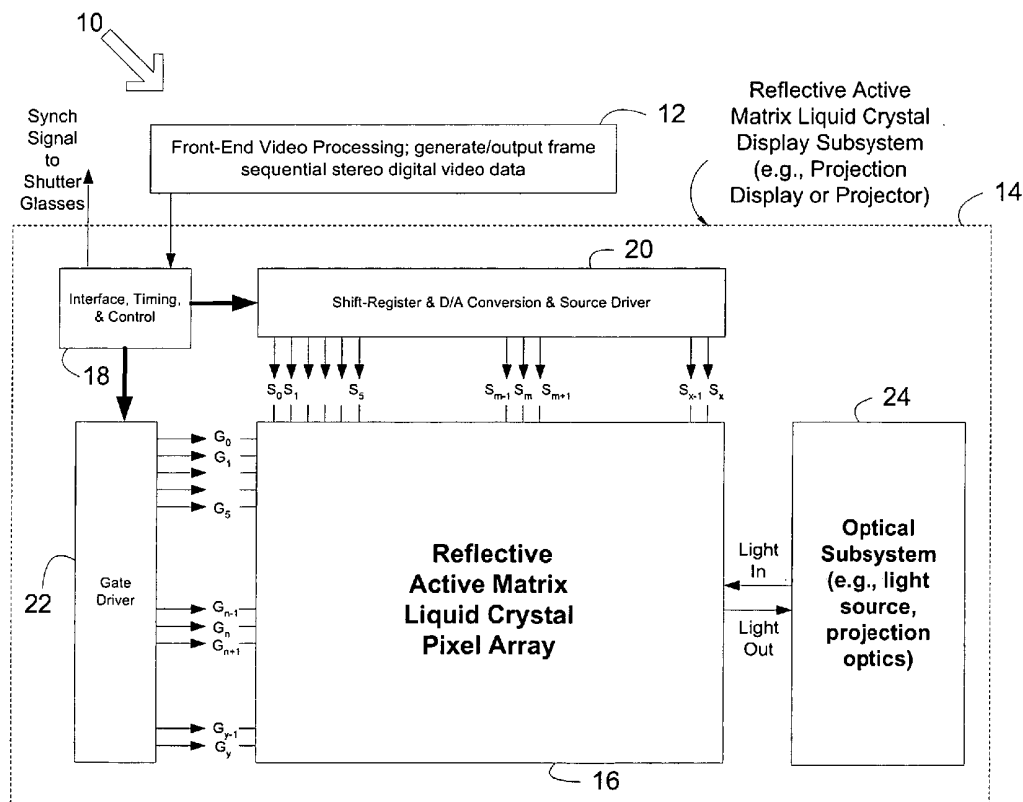 10
Synch
Signal
to
Shutter
Glasses
12
Front-End Video Processing; generate/output frame
sequential stereo digital video data
Reflective Active
Matrix Liquid Crystal
Display Subsystem
(e.g., Projection
Display or Projector)
14
20
Interface, Timing,
& Control
Shift-Register & D/A Conversion & Source Driver
18
S0 S1 S5 Sm-1 Sm Sm+1 Sx-1 Sx
24
G0
G1
G5
Gate
Driver
22
Gn-1
Gn
Gn+1
Gy-1
Gy
Reflective
Active Matrix
Liquid Crystal
Pixel Array
16
Light
In
Light
Out
Optical
Subsystem
(e.g., light
source,
projection
optics)